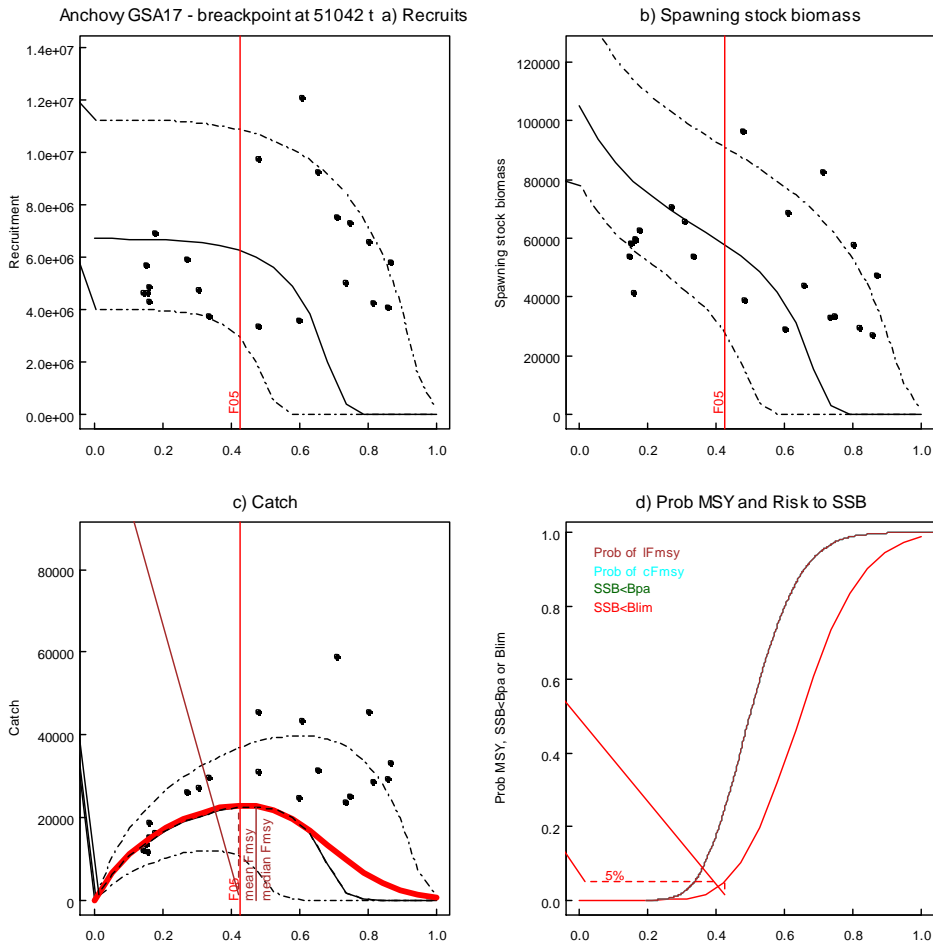 Anchovy GSA17 - breackpoint at 51042 t a) Recruits
1.4e+07
1.2e+07
1.0e+07
8.0e+06
6.0e+06
4.0e+06
2.0e+06
0.0e+00
Recruitment
F05
0.0 0.2 0.4 0.6 0.8 1.0
b) Spawning stock biomass
120000
100000
80000
60000
40000
20000
0
Spawning stock biomass
F05
0.0 0.2 0.4 0.6 0.8 1.0
c) Catch
80000
60000
40000
20000
0
Catch
F05
mean Fmsy
median Fmsy
0.0 0.2 0.4 0.6 0.8 1.0
d) Prob MSY and Risk to SSB
1.0
0.8
0.6
0.4
0.2
0.0
Prob MSY, SSB<Bpa or Blim
Prob of lFmsy
Prob of cFmsy
SSB<Bpa
SSB<Blim
5%
0.0 0.2 0.4 0.6 0.8 1.0